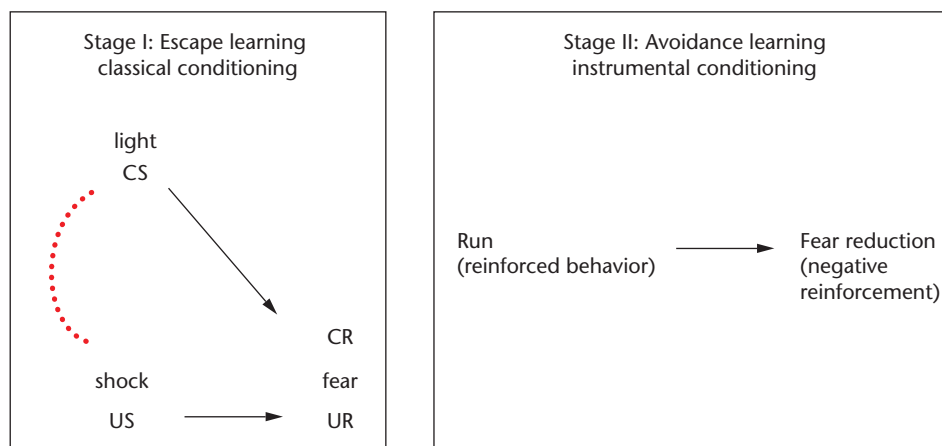 Stage I: Escape learning
classical conditioning
light
CS
CR
shock
fear
US
UR
Stage II: Avoidance learning
instrumental conditioning
Run
(reinforced behavior)
Fear reduction
(negative
reinforcement)